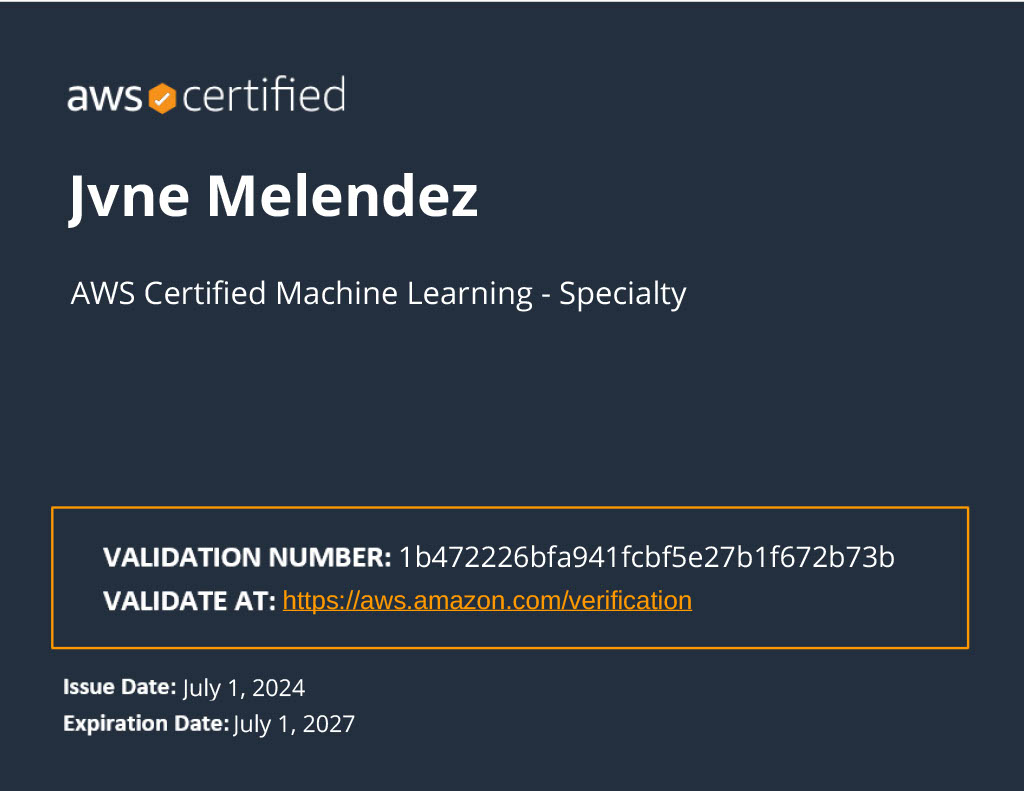 aws certified
Jvne Melendez
AWS Certified Machine Learning - Specialty
VALIDATION NUMBER: 1b472226bfa941fcbf5e27b1f672b73b
VALIDATE AT: https://aws.amazon.com/verification
Issue Date: July 1, 2024
Expiration Date: July 1, 2027